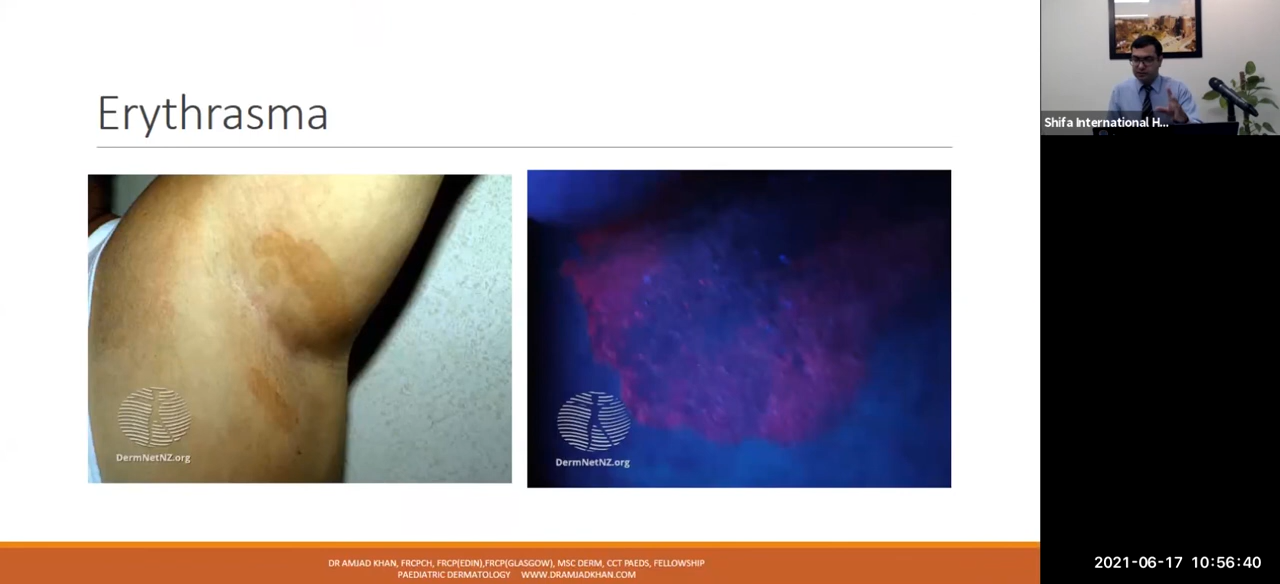 Erythrasma
DermNetNZ.org
DermNetNZ.org
DR AMJAD KHAN, FRCPCH, FRCP(EDIN),FRCP(GLASGOW), MSC DERM, CCT PAEDS, FELLOWSHIP
PAEDIATRIC DERMATOLOGY WWW.DRAMJADKHAN.COM
Shifa International H...
2021-06-17 10:56:40